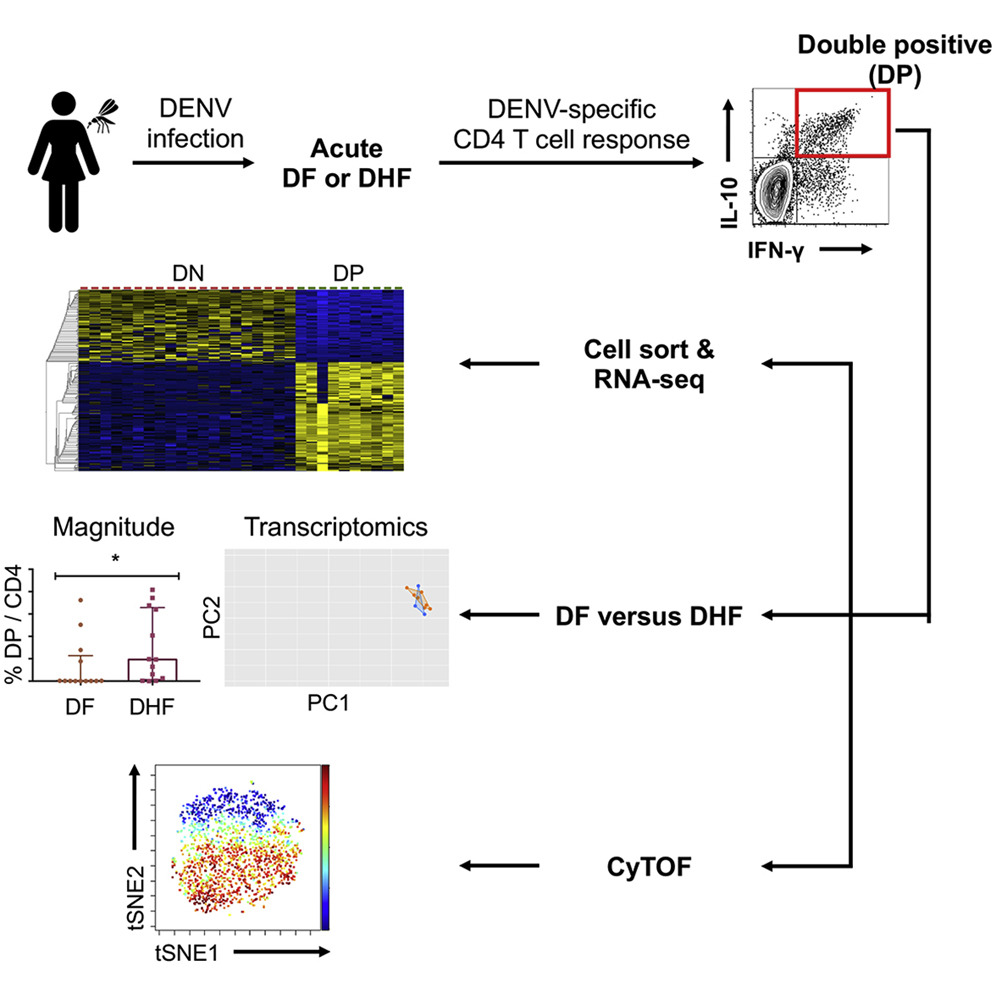 Double positive
(DP)
DENV
infection
Acute
DF or DHF
DENV-specific
CD4 T cell response
IL-10
IFN-γ
DN
DP
Cell sort &
RNA-seq
Magnitude
*
% DP / CD4
DF
DHF
Transcriptomics
PC2
PC1
DF versus DHF
tSNE2
tSNE1
CyTOF